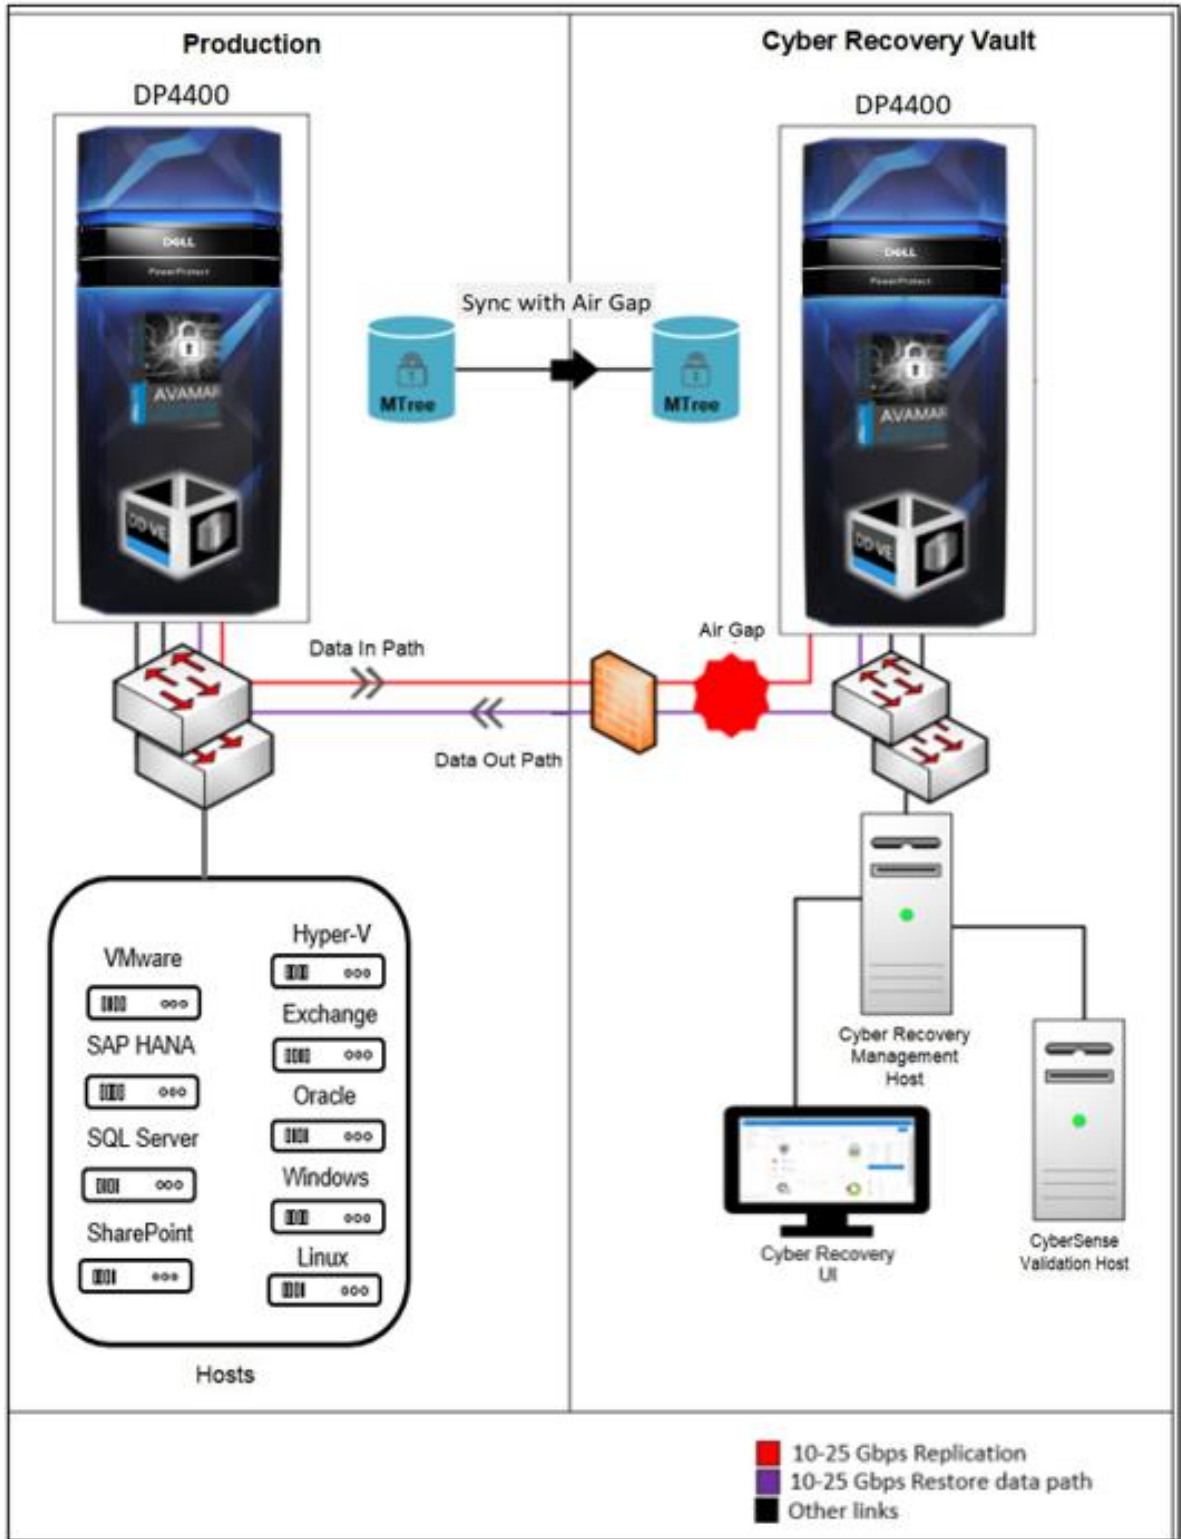 Production
Cyber Recovery Vault
DP4400
DP4400
DELL
PowerProtect
AVAMAR
DD VE
DELL
PowerProtect
AVAMAR
DD VE
Sync with Air Gap
MTree
MTree
Data In Path
Air Gap
Data Out Path
VMware
Hyper-V
SAP HANA
Exchange
SQL Server
Oracle
SharePoint
Windows
Linux
Hosts
Cyber Recovery
Management
Host
Cyber Recovery
UI
CyberSense
Validation Host
10-25 Gbps Replication
10-25 Gbps Restore data path
Other links